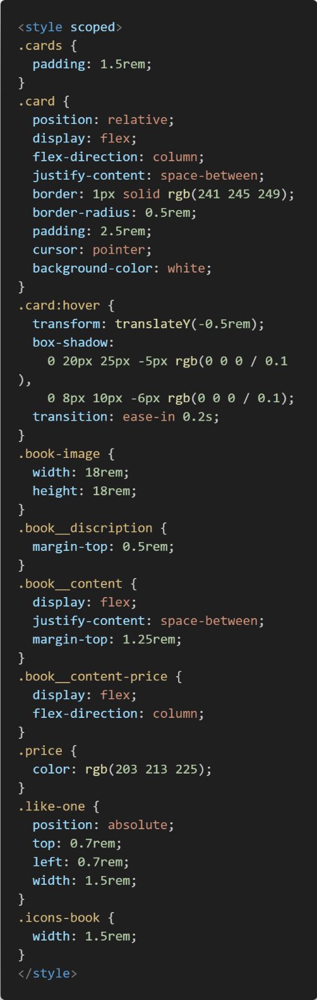 <style scoped>
.cards {
  padding: 1.5rem;
}
.card {
  position: relative;
  display: flex;
  flex-direction: column;
  justify-content: space-between;
  border: 1px solid rgb(241 245 249);
  border-radius: 0.5rem;
  padding: 2.5rem;
  cursor: pointer;
  background-color: white;
}
.card:hover {
  transform: translateY(-0.5rem);
  box-shadow:
    0 20px 25px -5px rgb(0 0 0 / 0.1
),
    0 8px 10px -6px rgb(0 0 0 / 0.1);
  transition: ease-in 0.2s;
}
.book-image {
  width: 18rem;
  height: 18rem;
}
.book__discription {
  margin-top: 0.5rem;
}
.book__content {
  display: flex;
  justify-content: space-between;
  margin-top: 1.25rem;
}
.book__content-price {
  display: flex;
  flex-direction: column;
}
.price {
  color: rgb(203 213 225);
}
.like-one {
  position: absolute;
  top: 0.7rem;
  left: 0.7rem;
  width: 1.5rem;
}
.icons-book {
  width: 1.5rem;
}
</style>